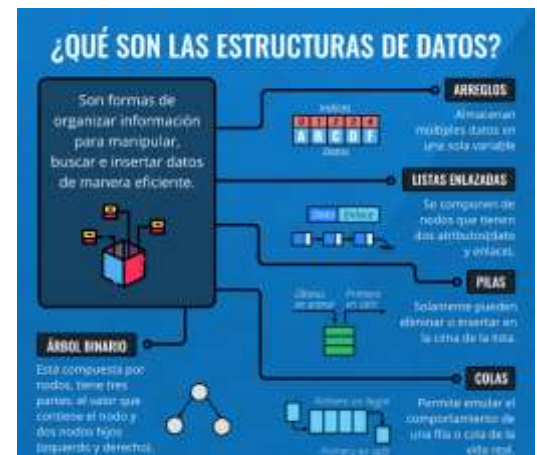 ¿QUÉ SON LAS ESTRUCTURAS DE DATOS?
Son formas de
organizar información
para manipular,
buscar e insertar datos
de manera eficiente.
ARREGLOS
Almacenan
múltiples datos en
una sola variable
Índices
0 1 2 3 4
A B C D F
Datos
LISTAS ENLAZADAS
Se componen de
nodos que tienen
dos atributos(dato
y enlace).
Dato Enlace
PILAS
Solamente pueden
eliminar o insertar en
la cima de la lista.
Último
en entrar
Primero
en salir
COLAS
Permite emular el
comportamiento de
una fila o cola de la
vida real.
Primero en llegar
Primero en salir
ÁRBOL BINARIO
Está compuesta por
nodos, tiene tres
partes: el valor que
contiene el nodo y
dos nodos hijos
(izquierdo y derecho).